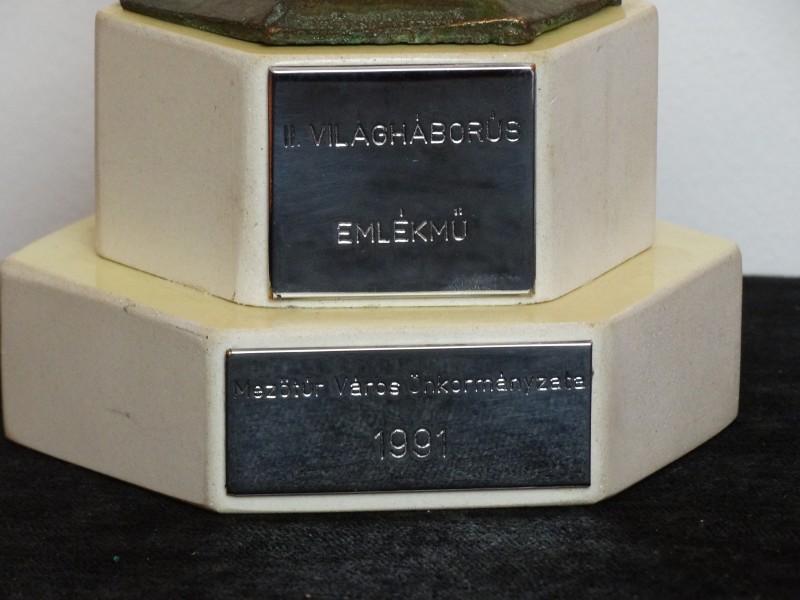 II. VILÁGHÁBORÚS
EMLÉKMŰ
Mezőtúr Város Önkormányzata
1991